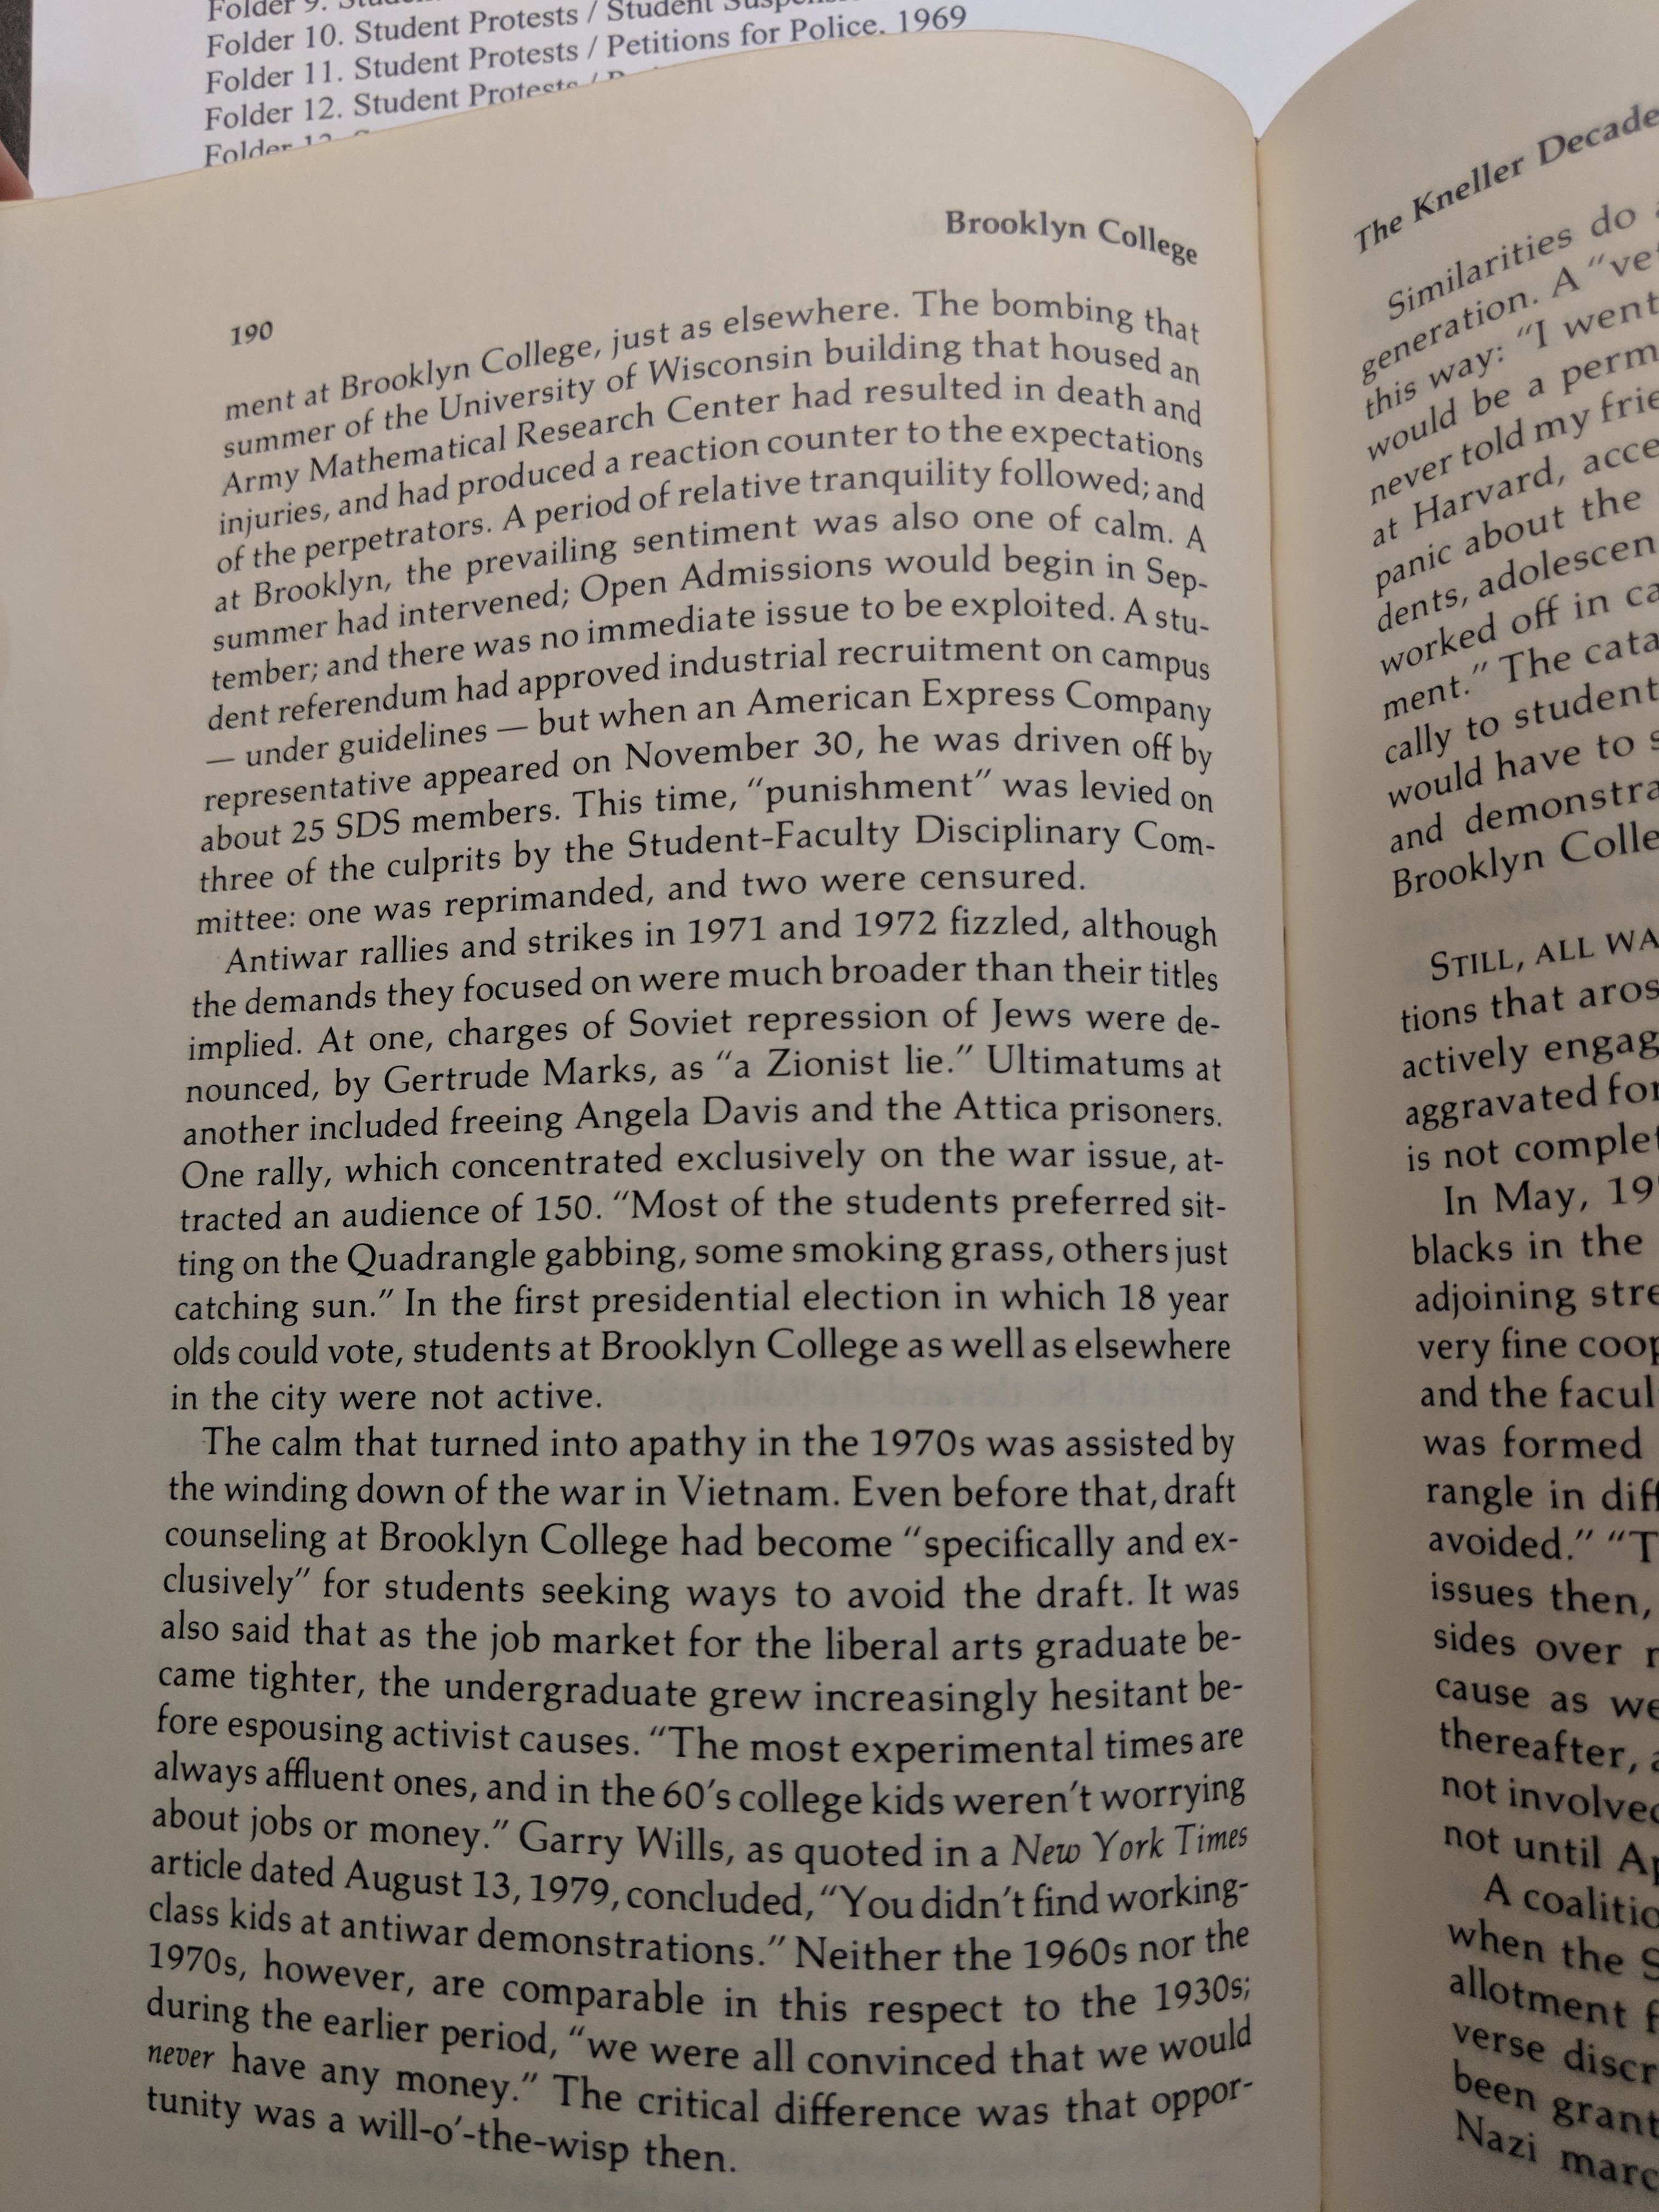 Folder 9.
Folder 10. Student Protests / Student
Folder 11. Student Protests / Petitions for Police. 1969
Folder 12. Student Protests /
Folder 13.
Brooklyn College
190
ment at Brooklyn College, just as elsewhere. The bombing that
summer of the University of Wisconsin building that housed an
Army Mathematical Research Center had resulted in death and
injuries, and had produced a reaction counter to the expectations
of the perpetrators. A period of relative tranquility followed; and
at Brooklyn, the prevailing sentiment was also one of calm. A
summer had intervened; Open Admissions would begin in Sep-
tember; and there was no immediate issue to be exploited. A stu-
dent referendum had approved industrial recruitment on campus
— under guidelines — but when an American Express Company
representative appeared on November 30, he was driven off by
about 25 SDS members. This time, “punishment” was levied on
three of the culprits by the Student-Faculty Disciplinary Com-
mittee: one was reprimanded, and two were censured.
Antiwar rallies and strikes in 1971 and 1972 fizzled, although
the demands they focused on were much broader than their titles
implied. At one, charges of Soviet repression of Jews were de-
nounced, by Gertrude Marks, as “a Zionist lie.” Ultimatums at
another included freeing Angela Davis and the Attica prisoners.
One rally, which concentrated exclusively on the war issue, at-
tracted an audience of 150. “Most of the students preferred sit-
ting on the Quadrangle gabbing, some smoking grass, others just
catching sun.” In the first presidential election in which 18 year
olds could vote, students at Brooklyn College as well as elsewhere
in the city were not active.
The calm that turned into apathy in the 1970s was assisted by
the winding down of the war in Vietnam. Even before that, draft
counseling at Brooklyn College had become “specifically and ex-
clusively” for students seeking ways to avoid the draft. It was
also said that as the job market for the liberal arts graduate be-
came tighter, the undergraduate grew increasingly hesitant be-
fore espousing activist causes. “The most experimental times are
always affluent ones, and in the 60’s college kids weren’t worrying
about jobs or money.” Garry Wills, as quoted in a New York Times
article dated August 13, 1979, concluded, “You didn’t find working-
class kids at antiwar demonstrations.” Neither the 1960s nor the
1970s, however, are comparable in this respect to the 1930s;
during the earlier period, “we were all convinced that we would
never have any money.” The critical difference was that oppor-
tunity was a will-o’-the-wisp then.
The Kneller Decade
Similarities do
generation. A “ve
this way: “I went
would be a perm
never told my frie
at Harvard, acce
panic about the
dents, adolescen
worked off in ca
ment.” The cata
cally to student
would have to s
and demonstra
Brooklyn Colle
STILL, ALL WA
tions that aros
actively engag
aggravated for
is not complet
In May, 19
blacks in the
adjoining stre
very fine coop
and the facul
was formed
rangle in diff
avoided.” “T
issues then,
sides over
cause as we
thereafter,
not involved
not until Ap
A coalitio
when the S
allotment f
verse discr
been grant
Nazi marc